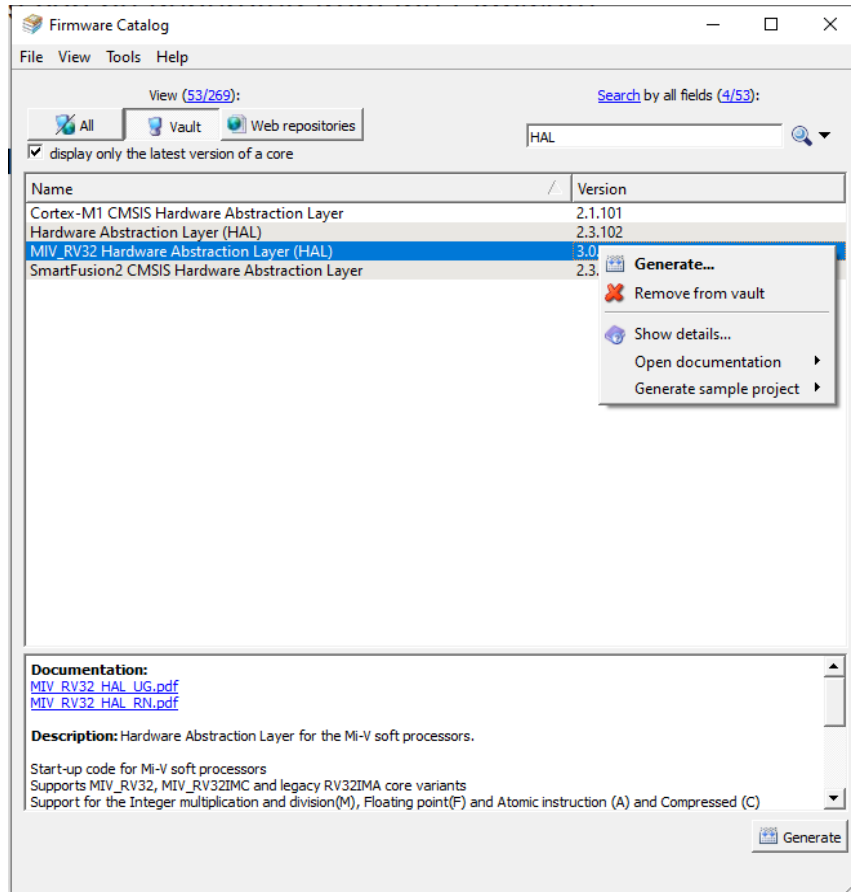 Firmware Catalog
File View Tools Help
View (53/269):
Search by all fields (4/53):
All Vault Web repositories
HAL
display only the latest version of a core
Name Version
Cortex-M1 CMSIS Hardware Abstraction Layer 2.1.101
Hardware Abstraction Layer (HAL) 2.3.102
MIV_RV32 Hardware Abstraction Layer (HAL) 3.0.
SmartFusion2 CMSIS Hardware Abstraction Layer 2.3.
Generate...
Remove from vault
Show details...
Open documentation
Generate sample project
Documentation:
MIV_RV32_HAL_UG.pdf
MIV_RV32_HAL_RN.pdf
Description: Hardware Abstraction Layer for the Mi-V soft processors.
Start-up code for Mi-V soft processors
Supports MIV_RV32, MIV_RV32IMC and legacy RV32IMA core variants
Support for the Integer multiplication and division(M), Floating point(F) and Atomic instruction (A) and Compressed (C)
Generate